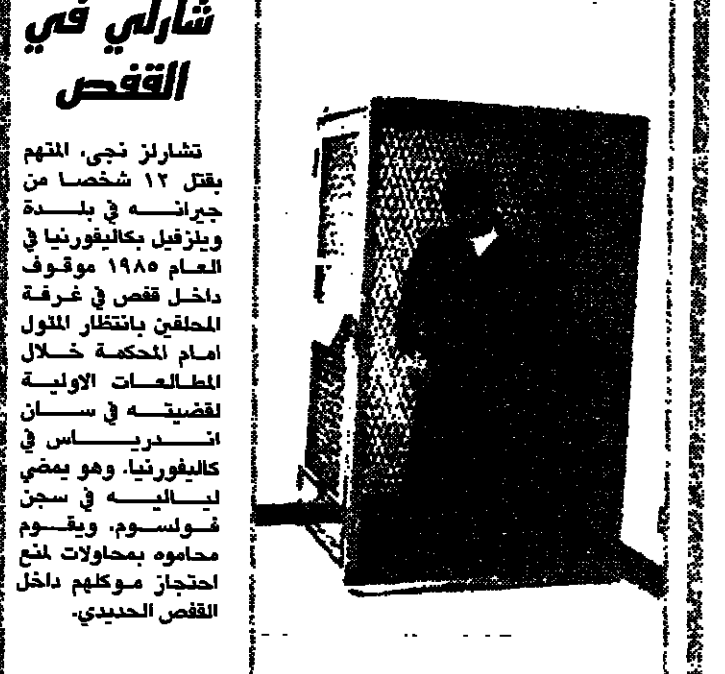 شارلي في
القفص
تشارلز نجي، المتهم
بقتل ١٢ شخصا من
جيرانه في بلدة
ويلزفيل بكاليفورنيا في
العام ١٩٨٥ موقوف
داخل قفص في غرفة
المحلفين بانتظار المثول
امام المحكمة خلال
المطالعات الاولية
لقضيته في سان
اندرياس في
كاليفورنيا. وهو يمضي
لياليه في سجن
فولسوم. ويقوم
محاموه بمحاولات لمنع
احتجاز موكلهم داخل
القفص الحديدي.